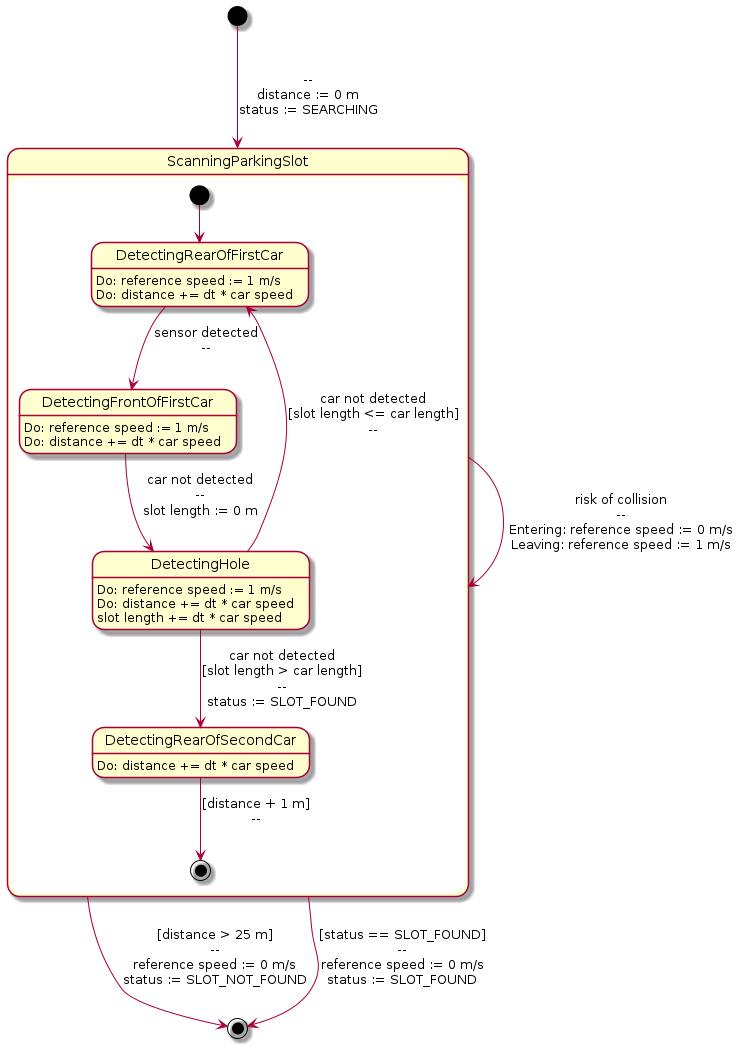 --
distance := 0 m
status := SEARCHING
ScanningParkingSlot
DetectingRearOfFirstCar
Do: reference speed := 1 m/s
Do: distance += dt * car speed
sensor detected
--
DetectingFrontOfFirstCar
Do: reference speed := 1 m/s
Do: distance += dt * car speed
car not detected
[slot length <= car length]
--
car not detected
--
slot length := 0 m
risk of collision
--
Entering: reference speed := 0 m/s
Leaving: reference speed := 1 m/s
DetectingHole
Do: reference speed := 1 m/s
Do: distance += dt * car speed
slot length += dt * car speed
car not detected
[slot length > car length]
--
status := SLOT_FOUND
DetectingRearOfSecondCar
Do: distance += dt * car speed
[distance + 1 m]
--
[distance > 25 m]
--
reference speed := 0 m/s
status := SLOT_NOT_FOUND
[status == SLOT_FOUND]
--
reference speed := 0 m/s
status := SLOT_FOUND